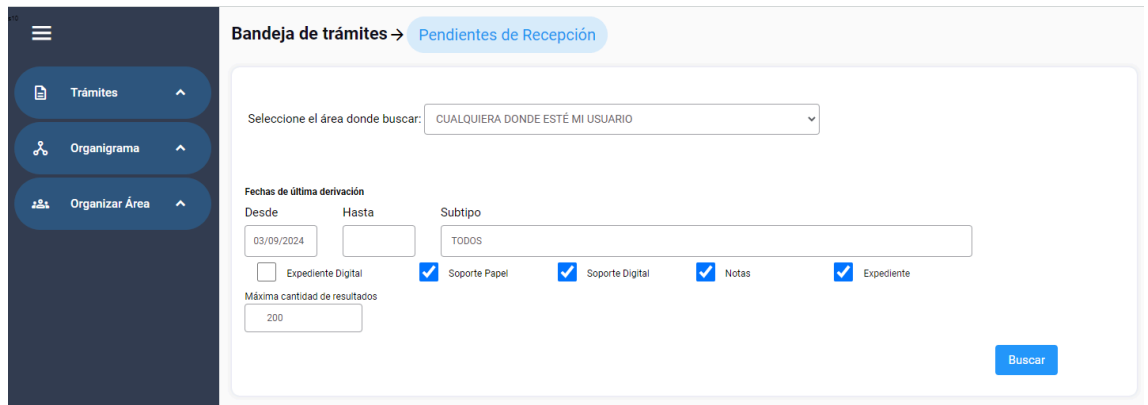 Bandeja de trámites → Pendientes de Recepción
Trámites
Organigrama
Organizar Área
Seleccione el área donde buscar: CUALQUIERA DONDE ESTÉ MI USUARIO
Fechas de última derivación
Desde Hasta Subtipo
03/09/2024 TODOS
Expediente Digital Soporte Papel Soporte Digital Notas Expediente
Máxima cantidad de resultados
200
Buscar